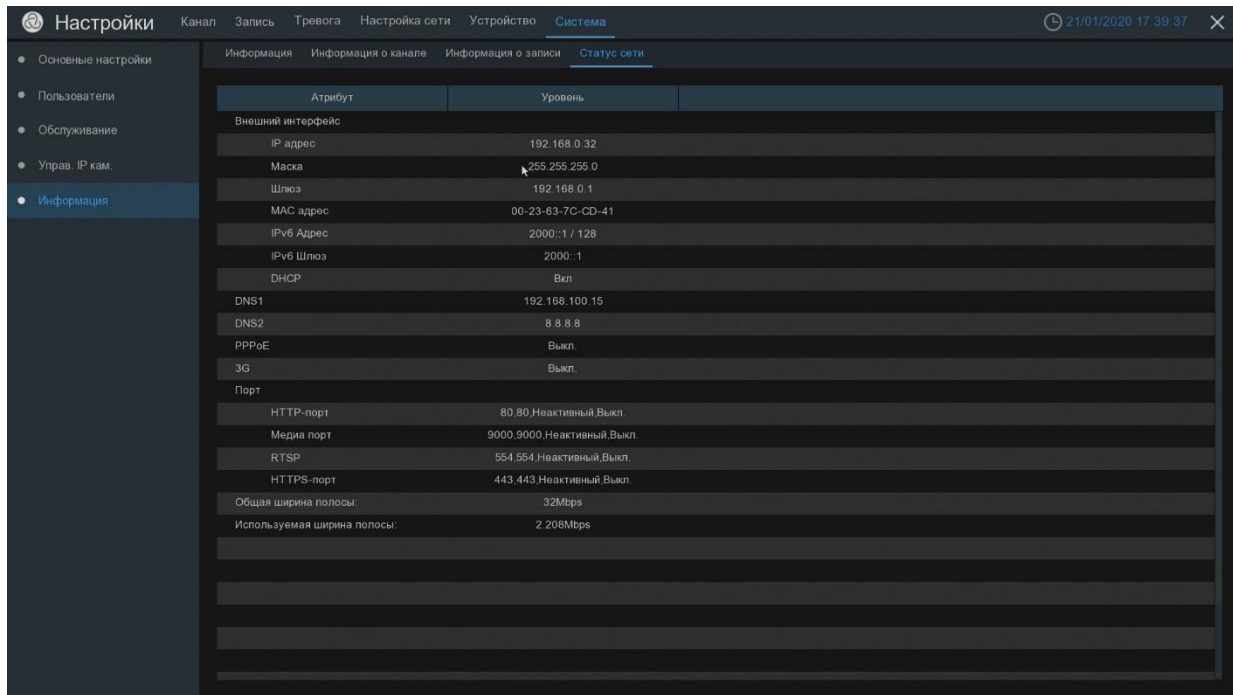 Настройки Канал Запись Тревога Настройка сети Устройство Система 21/01/2020 17:39:37
Информация Информация о канале Информация о записи Статус сети
Основные настройки
Пользователи
Обслуживание
Управ. IP кам.
Информация
Атрибут Уровень
Внешний интерфейс
IP адрес 192.168.0.32
Маска 255.255.255.0
Шлюз 192.168.0.1
MAC адрес 00-23-63-7C-CD-41
IPv6 Адрес 2000::1 / 128
IPv6 Шлюз 2000::1
DHCP Вкл
DNS1 192.168.100.15
DNS2 8.8.8.8
PPPoE Выкл.
3G Выкл.
Порт
HTTP-порт 80,80,Неактивный,Выкл.
Медиа порт 9000,9000,Неактивный,Выкл.
RTSP 554,554,Неактивный,Выкл.
HTTPS-порт 443,443,Неактивный,Выкл.
Общая ширина полосы: 32Mbps
Используемая ширина полосы: 2.208Mbps